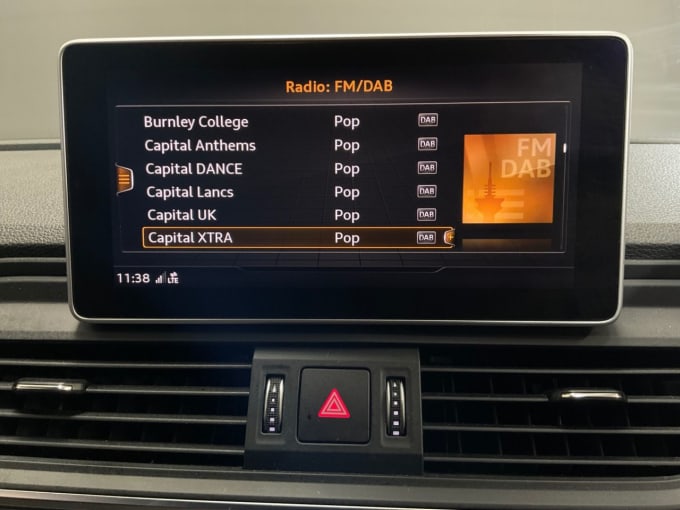 Radio: FM/DAB
Burnley College Pop DAB
Capital Anthems Pop DAB
Capital DANCE Pop DAB
Capital Lancs Pop DAB
Capital UK Pop DAB
Capital XTRA Pop DAB
FM
DAB
11:38 LTE